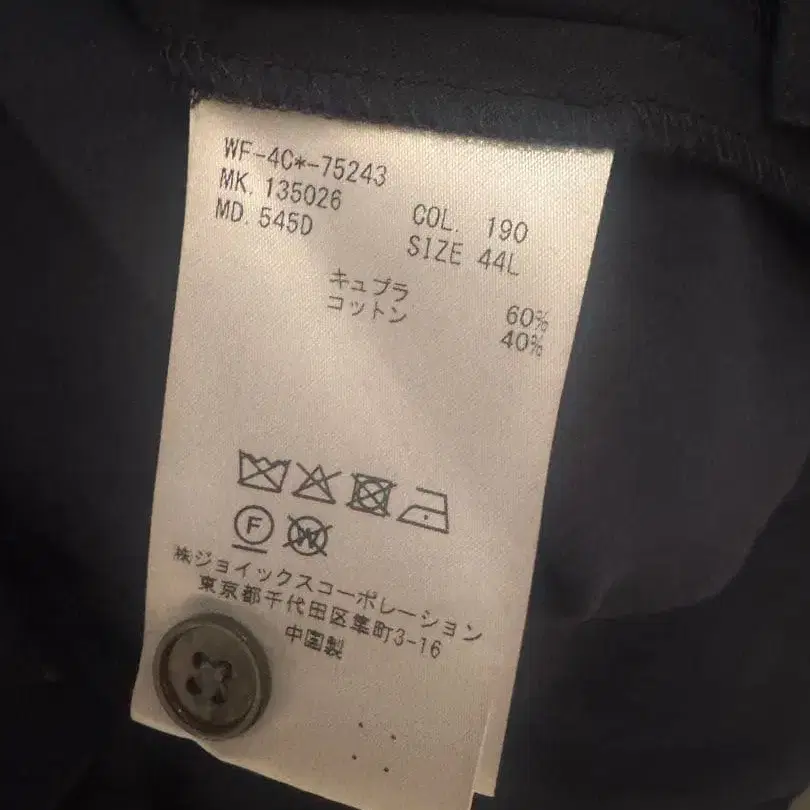 WF-4C*-75243
MK. 135026
MD. 545D
COL. 190
SIZE 44L
キュプラ 60%
コットン 40%
F
W
株ジョイックスコーポレーション
東京都千代田区隼町3-16
中国製